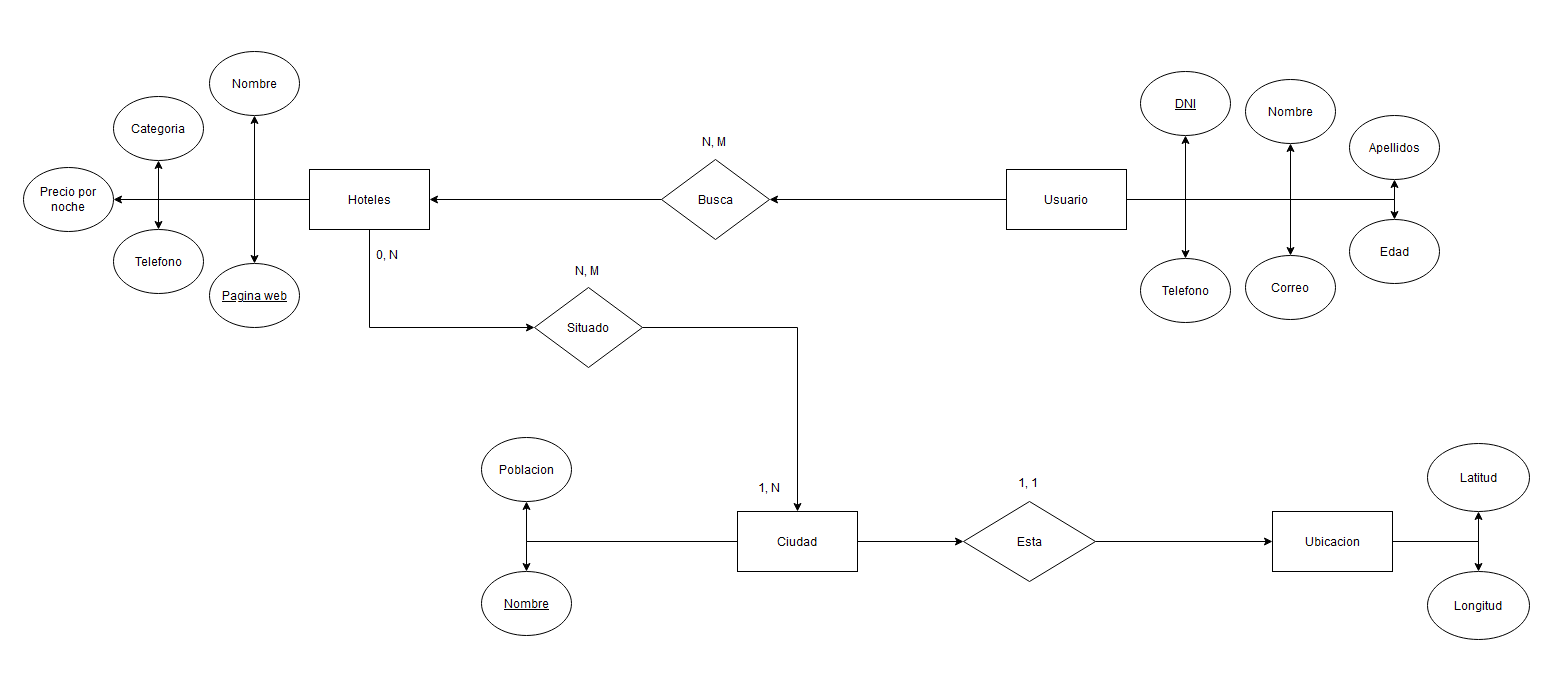 Nombre
Categoria
Precio por
noche
Telefono
Pagina web
Hoteles
0, N
N, M
Busca
Usuario
DNI
Nombre
Apellidos
Edad
Correo
Telefono
N, M
Situado
1, N
Poblacion
Nombre
Ciudad
1, 1
Esta
Ubicacion
Latitud
Longitud